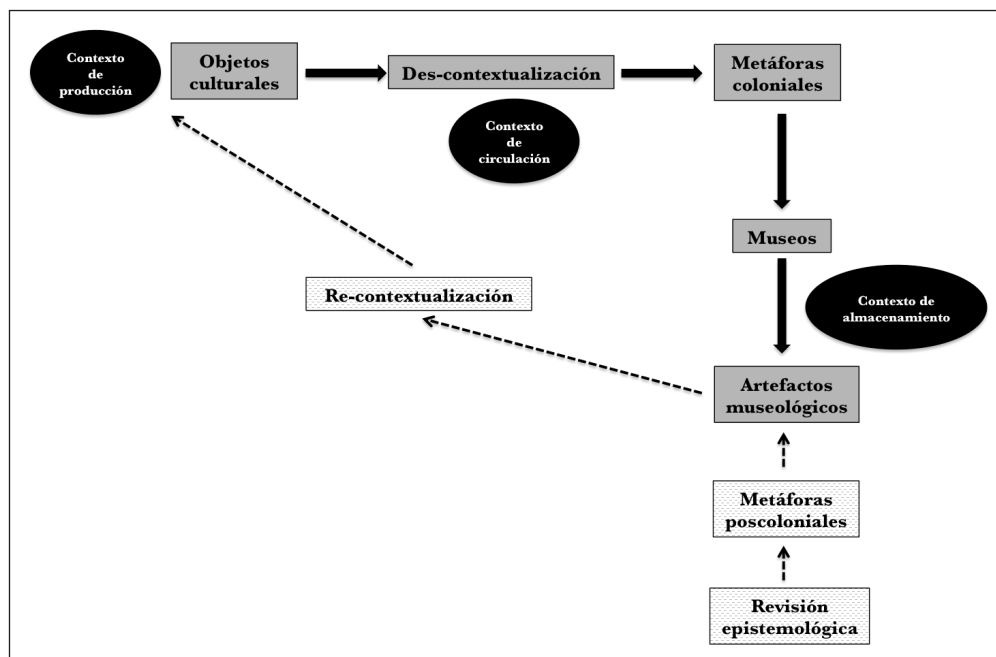 Contexto
de
producción
Objetos
culturales
Des-contextualización
Metáforas
coloniales
Contexto
de
circulación
Museos
Re-contextualización
Contexto de
almacenamiento
Artefactos
museológicos
Metáforas
poscoloniales
Revisión
epistemológica